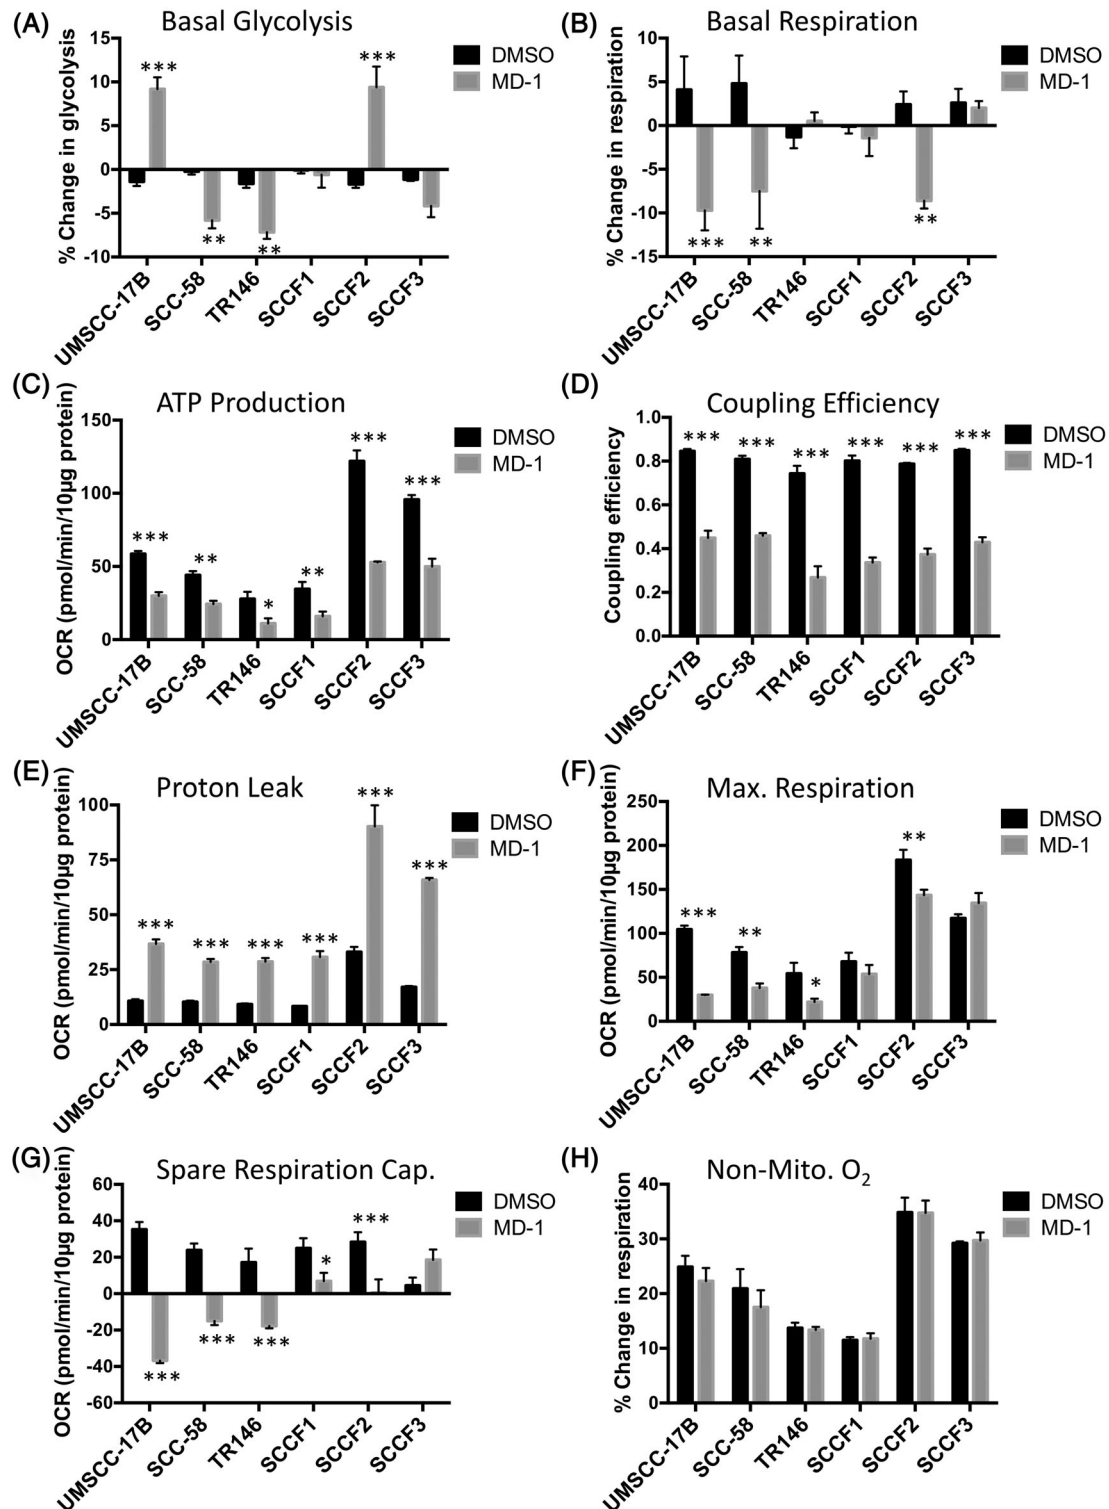 (A) Basal Glycolysis
% Change in glycolysis
15
10
5
0
-5
-10
***
**
**
***
DMSO
MD-1
UMSCC-17B
SCC-58
TR146
SCCF1
SCCF2
SCCF3
(B) Basal Respiration
% Change in respiration
10
5
0
-5
-10
-15
***
**
**
DMSO
MD-1
UMSCC-17B
SCC-58
TR146
SCCF1
SCCF2
SCCF3
(C) ATP Production
OCR (pmol/min/10µg protein)
150
100
50
0
***
**
*
**
***
***
DMSO
MD-1
UMSCC-17B
SCC-58
TR146
SCCF1
SCCF2
SCCF3
(D) Coupling Efficiency
Coupling efficiency
1.0
0.8
0.6
0.4
0.2
0.0
***
***
***
***
***
***
DMSO
MD-1
UMSCC-17B
SCC-58
TR146
SCCF1
SCCF2
SCCF3
(E) Proton Leak
OCR (pmol/min/10µg protein)
100
75
50
25
0
***
***
***
***
***
***
DMSO
MD-1
UMSCC-17B
SCC-58
TR146
SCCF1
SCCF2
SCCF3
(F) Max. Respiration
OCR (pmol/min/10µg protein)
250
200
150
100
50
0
***
**
*
**
DMSO
MD-1
UMSCC-17B
SCC-58
TR146
SCCF1
SCCF2
SCCF3
(G) Spare Respiration Cap.
OCR (pmol/min/10µg protein)
60
40
20
0
-20
-40
-60
***
***
***
*
***
DMSO
MD-1
UMSCC-17B
SCC-58
TR146
SCCF1
SCCF2
SCCF3
(H) Non-Mito. O₂
% Change in respiration
40
30
20
10
0
DMSO
MD-1
UMSCC-17B
SCC-58
TR146
SCCF1
SCCF2
SCCF3